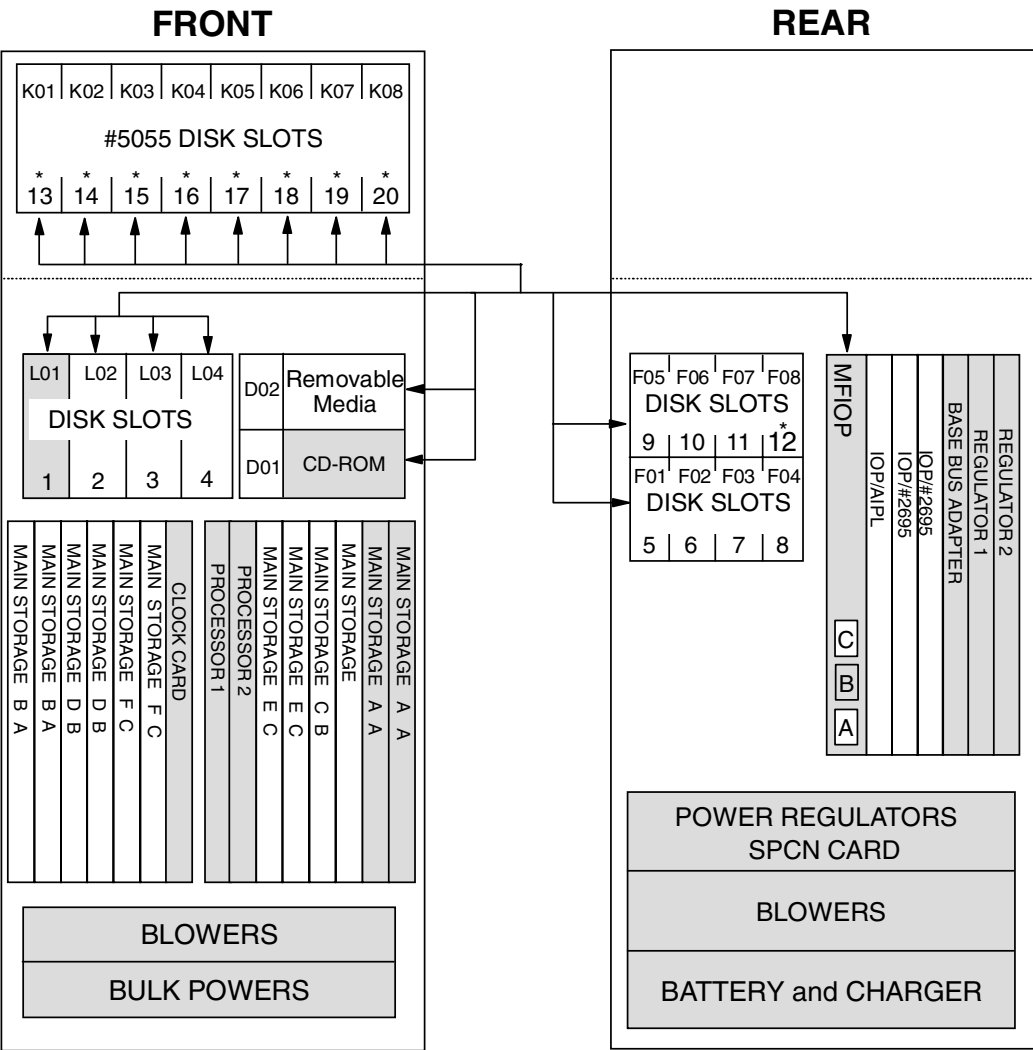 FRONT
K01 K02 K03 K04 K05 K06 K07 K08
#5055 DISK SLOTS
* * * * * * * *
13 14 15 16 17 18 19 20
L01 L02 L03 L04
DISK SLOTS
1 2 3 4
D02
Removable
Media
D01
CD-ROM
MAIN STORAGE B A
MAIN STORAGE B A
MAIN STORAGE D B
MAIN STORAGE D B
MAIN STORAGE F C
MAIN STORAGE F C
CLOCK CARD
PROCESSOR 1
PROCESSOR 2
MAIN STORAGE E C
MAIN STORAGE E C
MAIN STORAGE C B
MAIN STORAGE
MAIN STORAGE A A
MAIN STORAGE A A
BLOWERS
BULK POWERS
REAR
F05 F06 F07 F08
DISK SLOTS
*
9 10 11 12
F01 F02 F03 F04
DISK SLOTS
5 6 7 8
MFIOP
C
B
A
IOP/AIPL
IOP/#2695
IOP/#2695
BASE BUS ADAPTER
REGULATOR 1
REGULATOR 2
POWER REGULATORS
SPCN CARD
BLOWERS
BATTERY and CHARGER